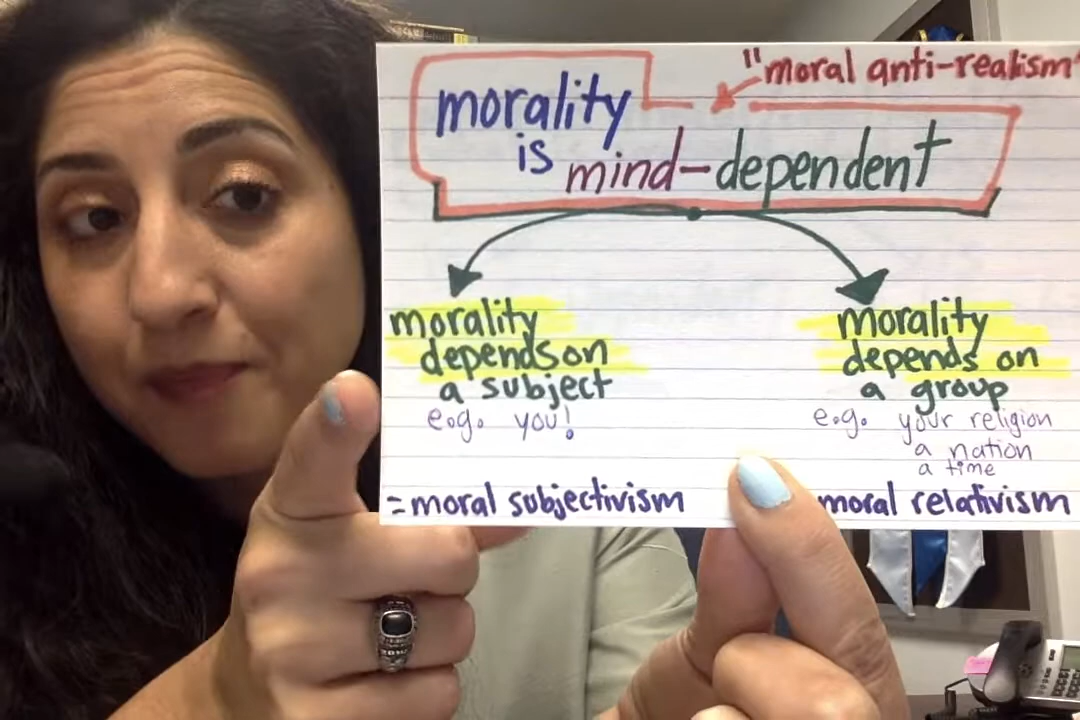 "moral anti-realism"
morality
is mind-dependent
morality
depends on
a subject
e.g. you!
= moral subjectivism
morality
depends on
a group
e.g. your religion
a nation
a time
moral relativism